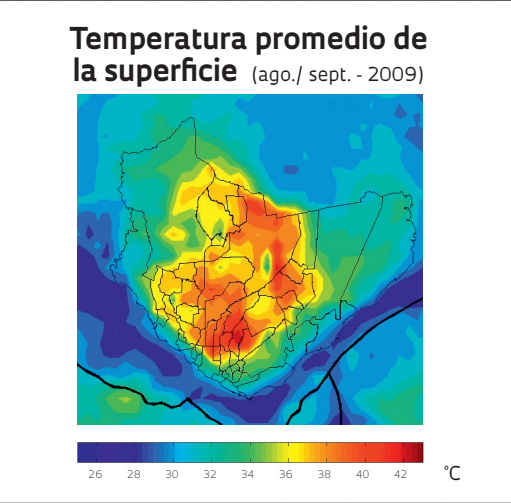 Temperatura promedio de
la superficie (ago./ sept. - 2009)
26 28 30 32 34 36 38 40 42 °C